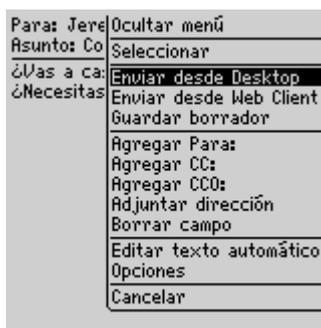 Para: Jere
Asunto: Co
¿Vas a ca
¿Necesitas
Ocultar menú
Seleccionar
Enviar desde Desktop
Enviar desde Web Client
Guardar borrador
Agregar Para:
Agregar CC:
Agregar CCO:
Adjuntar dirección
Borrar campo
Editar texto automático
Opciones
Cancelar